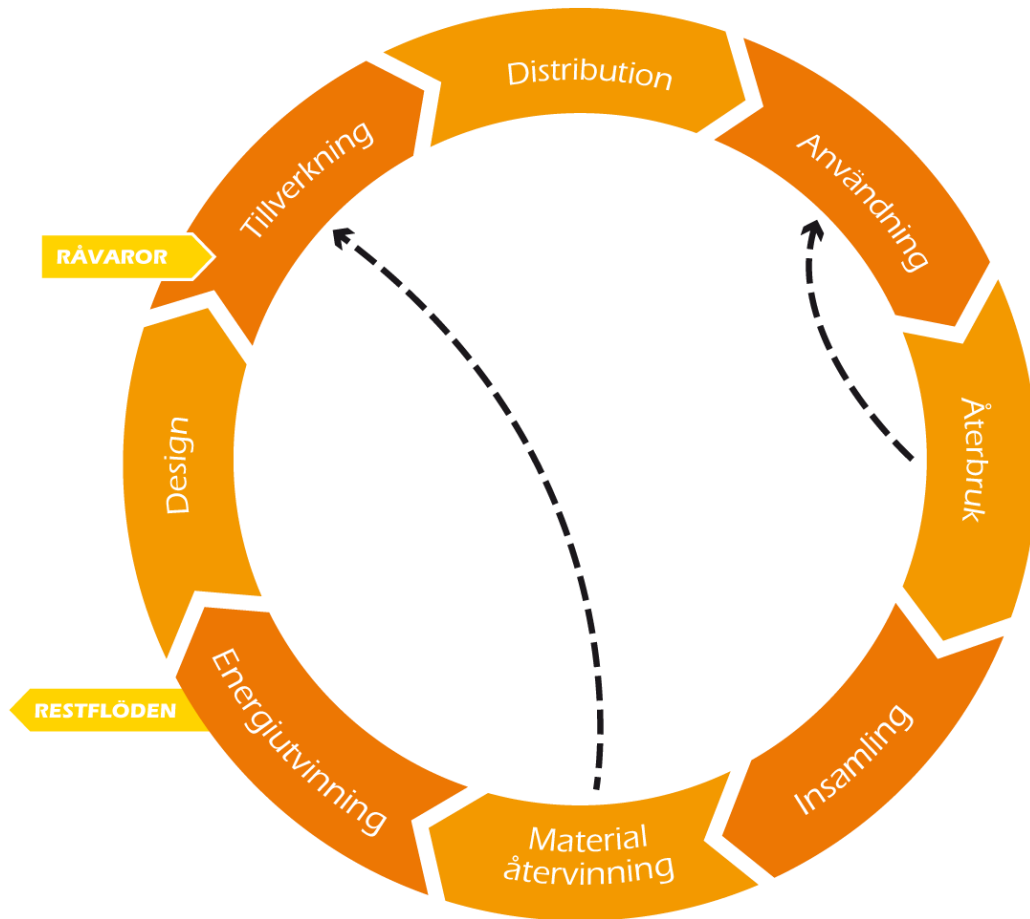 Distribution
Användning
Återbruk
Insamling
Material
återvinning
Energiutvinning
RESTFLÖDEN
Design
RÅVAROR
Tillverkning